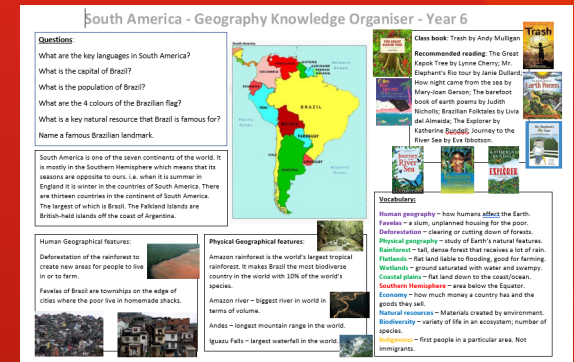 South America - Geography Knowledge Organiser - Year 6
Questions:
What are the key languages in South America?
What is the capital of Brazil?
What is the population of Brazil?
What are the 4 colours of the Brazilian flag?
What is a key natural resource that Brazil is famous for?
Name a famous Brazilian landmark.
South America is one of the seven continents of the world. It
is mostly in the Southern Hemisphere which means that its
seasons are opposite to ours. i.e. when it is summer in
England it is winter in the countries of South America. There
are thirteen countries in the continent of South America.
The largest of which is Brazil. The Falkland Islands are
British-held islands off the coast of Argentina.
Human Geographical features:
Deforestation of the rainforest to
create new areas for people to live
in or to farm.
Favelas of Brazil are townships on the edge of
cities where the poor live in homemade shacks.
South America
COLOMBIA
BRAZIL
PERU
BOLIVIA
PARAGUAY
CHILE
Physical Geographical features:
Amazon rainforest is the world's largest tropical
rainforest. It makes Brazil the most biodiverse
country in the world with 10% of the world's
species.
Amazon river – biggest river in world in
terms of volume.
Andes – longest mountain range in the world.
Iguazu Falls – largest waterfall in the world.
Class book: Trash by Andy Mulligan
Recommended reading: The Great
Kapok Tree by Lynne Cherry; Mr.
Elephant's Rio tour by Janie Dullard;
How night came from the sea by
Mary-Joan Gerson; The barefoot
book of earth poems by Judith
Nicholls; Brazilian Folktales by Livia
del Almeida; The Explorer by
Katherine Rundell; Journey to the
River Sea by Eva Ibbotson.
Trash
Earth Poems
Journey
River
Sea
EXPLORER
Vocabulary:
Human geography – how humans affect the Earth.
Favelas – a slum, unplanned housing for the poor.
Deforestation – clearing or cutting down of forests.
Physical geography – study of Earth's natural features.
Rainforest – tall, dense forest that receives a lot of rain.
Flatlands – flat land liable to flooding, good for farming.
Wetlands – ground saturated with water and swampy.
Coastal plains – flat land down to the coast/ocean.
Southern Hemisphere – area below the Equator.
Economy – how much money a country has and the
goods they sell.
Natural resources – Materials created by environment.
Biodiversity – variety of life in an ecosystem; number of
species.
Indigenous – first people in a particular area. Not
immigrants.